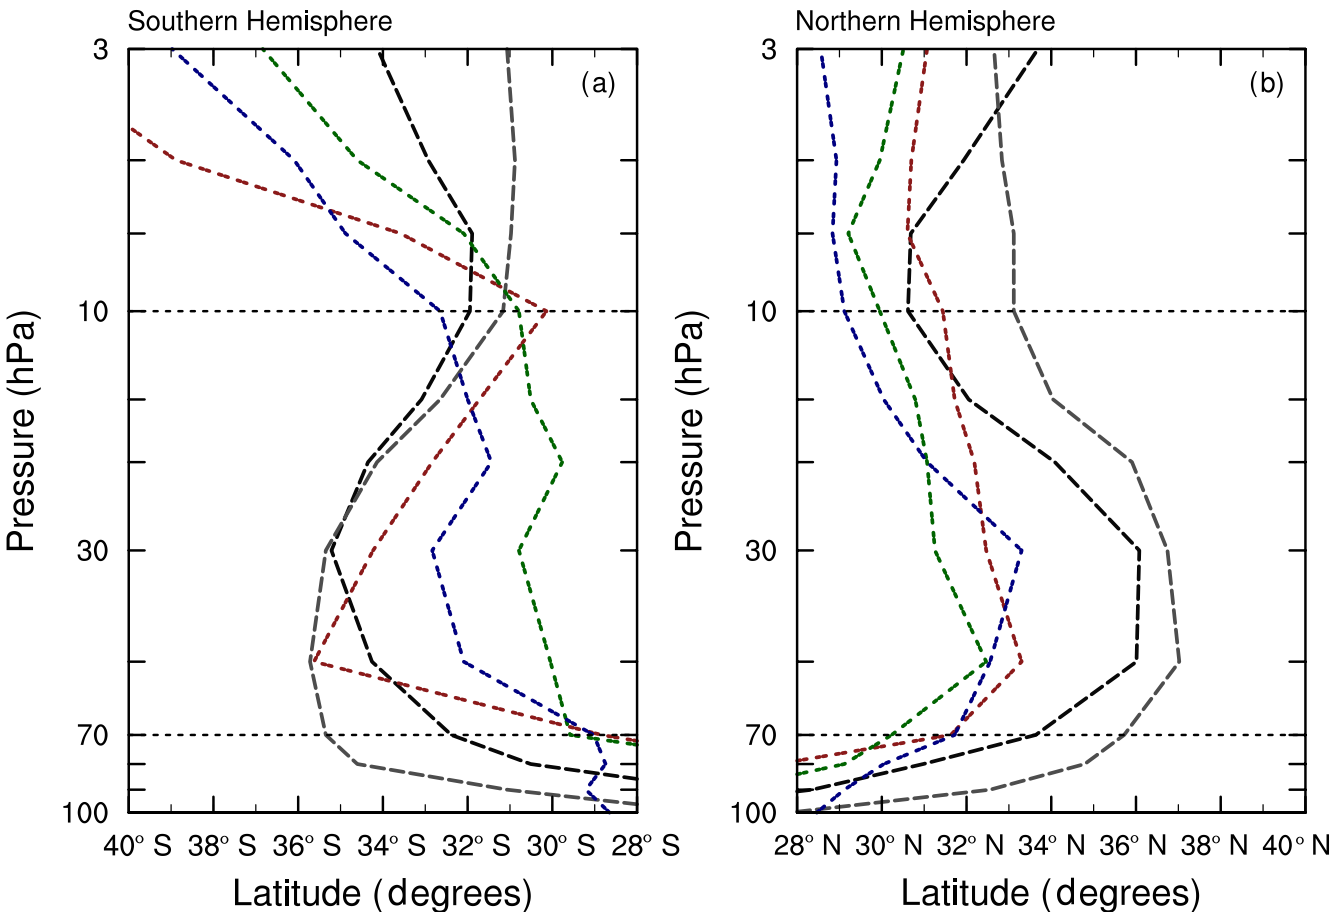 Southern Hemisphere
Northern Hemisphere
(a)
(b)
3
10
30
70
100
Pressure (hPa)
40° S 38° S 36° S 34° S 32° S 30° S 28° S
Latitude (degrees)
3
10
30
70
100
Pressure (hPa)
28° N 30° N 32° N 34° N 36° N 38° N 40° N
Latitude (degrees)